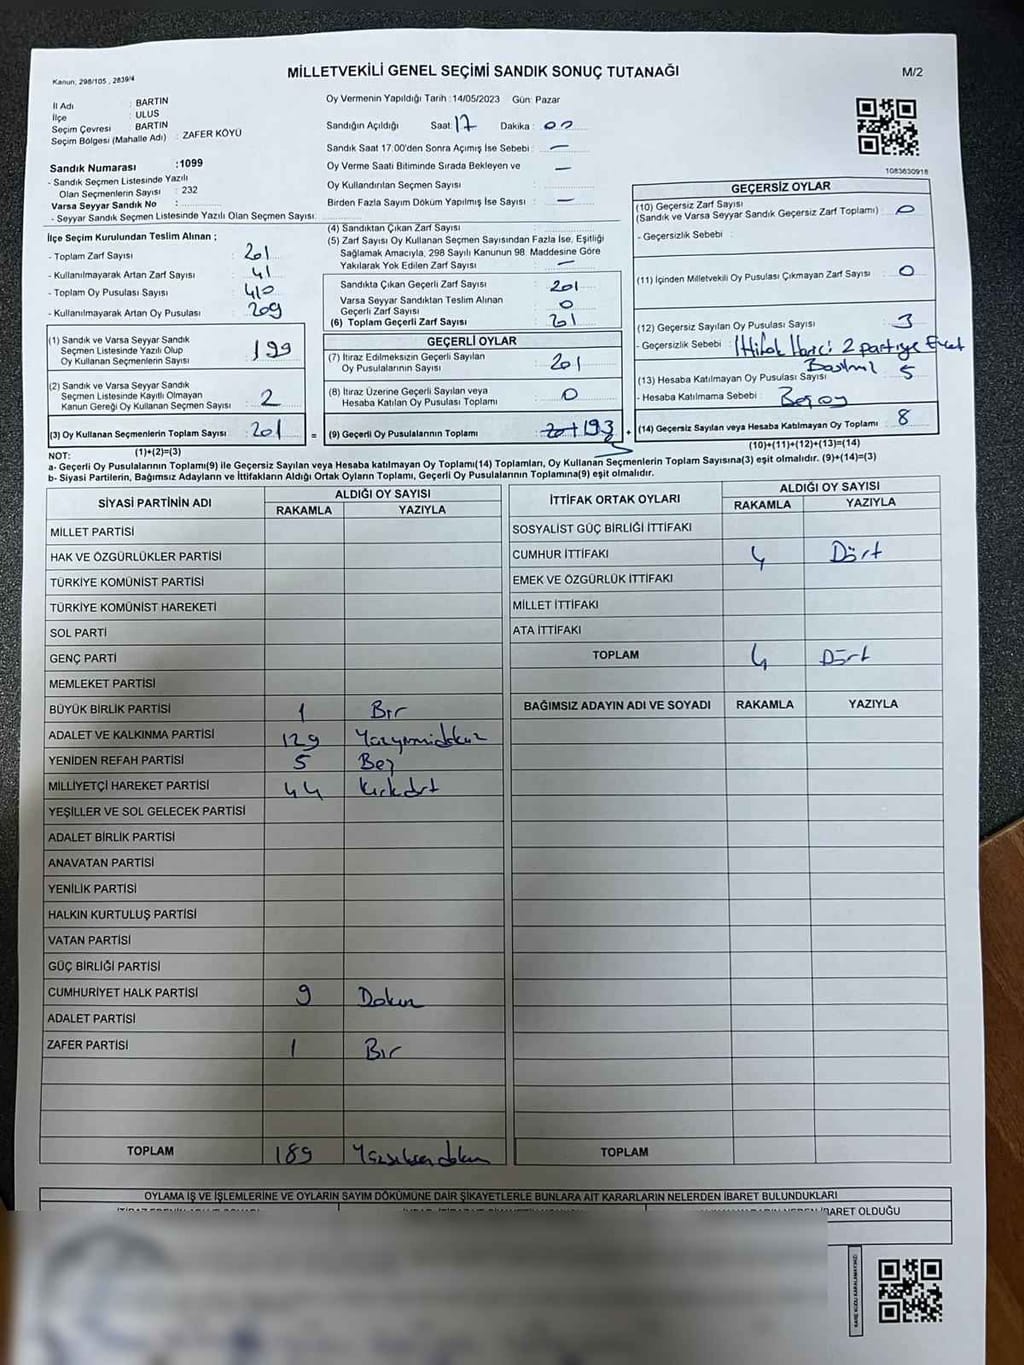 Kanun, 298/105 , 2839/4
MİLLETVEKİLİ GENEL SEÇİMİ SANDIK SONUÇ TUTANAĞI
M/2
İl Adı : BARTIN
İlçe : ULUS
Seçim Çevresi : BARTIN
Seçim Bölgesi (Mahalle Adı) : ZAFER KÖYÜ
Sandık Numarası :1099
- Sandık Seçmen Listesinde Yazılı
Olan Seçmenlerin Sayısı : 232
Varsa Seyyar Sandık No :
- Seyyar Sandık Seçmen Listesinde Yazılı Olan Seçmen Sayısı:
Oy Vermenin Yapıldığı Tarih :14/05/2023 Gün: Pazar
Sandığın Açıldığı Saat: 17 Dakika : 00
Sandık Saat 17.00'den Sonra Açımış İse Sebebi : —
Oy Verme Saati Bitiminde Sırada Bekleyen ve —
Oy Kullandırılan Seçmen Sayısı :
Birden Fazla Sayım Döküm Yapılmış İse Sayısı : —
1083630918
İlçe Seçim Kurulundan Teslim Alınan ;
- Toplam Zarf Sayısı : 201
- Kullanılmayarak Artan Zarf Sayısı : 41
- Toplam Oy Pusulası Sayısı : 410
- Kullanılmayarak Artan Oy Pusulası : 209
(1) Sandık ve Varsa Seyyar Sandık
Seçmen Listesinde Yazılı Olup
Oy Kullanan Seçmenlerin Sayısı : 199
(2) Sandık ve Varsa Seyyar Sandık
Seçmen Listesinde Kayıtlı Olmayan
Kanun Gereği Oy Kullanan Seçmen Sayısı : 2
(3) Oy Kullanan Seçmenlerin Toplam Sayısı : 201
(4) Sandıktan Çıkan Zarf Sayısı :
(5) Zarf Sayısı Oy Kullanan Seçmen Sayısından Fazla İse, Eşitliği
Sağlamak Amacıyla, 298 Sayılı Kanunun 98. Maddesine Göre
Yakılarak Yok Edilen Zarf Sayısı : —
Sandıkta Çıkan Geçerli Zarf : 201
Varsa Seyyar Sandıktan Teslim Alınan
Geçerli Zarf Sayısı : 0
(6) Toplam Geçerli Zarf Sayısı : 201
GEÇERLİ OYLAR
(7) İtiraz Edilmeksizin Geçerli Sayılan
Oy Pusulalarının Sayısı : 201
(8) İtiraz Üzerine Geçerli Sayılan veya
Hesaba Katılan Oy Pusulası Toplamı : 0
= (9) Geçerli Oy Pusulalarının Toplamı : 193 +
GEÇERSİZ OYLAR
(10) Geçersiz Zarf Sayısı
(Sandık ve Varsa Seyyar Sandık Geçersiz Zarf Toplamı) : 0
- Geçersizlik Sebebi :
(11) İçinden Milletvekili Oy Pusulası Çıkmayan Zarf Sayısı : 0
(12) Geçersiz Sayılan Oy Pusulası Sayısı : 3
- Geçersizlik Sebebi : İttifak Harici 2 partiye Evet
Basılmış
(13) Hesaba Katılmayan Oy Pusulası Sayısı : 5
- Hesaba Katılmama Sebebi : Boş oy
(14) Geçersiz Sayılan veya Hesaba Katılmayan Oy Toplamı : 8
NOT: (1)+(2)=(3)
(10)+(11)+(12)+(13)=(14)
a- Geçerli Oy Pusulalarının Toplamı(9) ile Geçersiz Sayılan veya Hesaba katılmayan Oy Toplamı(14) Toplamları, Oy Kullanan Seçmenlerin Toplam Sayısına(3) eşit olmalıdır. (9)+(14)=(3)
b- Siyasi Partilerin, Bağımsız Adayların ve İttifakların Aldığı Ortak Oyların Toplamı, Geçerli Oy Pusulalarının Toplamına(9) eşit olmalıdır.
SİYASİ PARTİNİN ADI
ALDIĞI OY SAYISI
RAKAMLA YAZIYLA
MİLLET PARTİSİ
HAK VE ÖZGÜRLÜKLER PARTİSİ
TÜRKİYE KOMÜNİST PARTİSİ
TÜRKİYE KOMÜNİST HAREKETİ
SOL PARTİ
GENÇ PARTİ
MEMLEKET PARTİSİ
BÜYÜK BİRLİK PARTİSİ 1 Bir
ADALET VE KALKINMA PARTİSİ 129 Yüzyirmidokuz
YENİDEN REFAH PARTİSİ 5 Beş
MİLLİYETÇİ HAREKET PARTİSİ 44 Kırkdört
YEŞİLLER VE SOL GELECEK PARTİSİ
ADALET BİRLİK PARTİSİ
ANAVATAN PARTİSİ
YENİLİK PARTİSİ
HALKIN KURTULUŞ PARTİSİ
VATAN PARTİSİ
GÜÇ BİRLİĞİ PARTİSİ
CUMHURİYET HALK PARTİSİ 9 Dokuz
ADALET PARTİSİ
ZAFER PARTİSİ 1 Bir
TOPLAM 189 Yüzseksendokuz
İTTİFAK ORTAK OYLARI
ALDIĞI OY SAYISI
RAKAMLA YAZIYLA
SOSYALİST GÜÇ BİRLİĞİ İTTİFAKI
CUMHUR İTTİFAKI 4 Dört
EMEK VE ÖZGÜRLÜK İTTİFAKI
MİLLET İTTİFAKI
ATA İTTİFAKI
TOPLAM 4 Dört
BAĞIMSIZ ADAYIN ADI VE SOYADI RAKAMLA YAZIYLA
TOPLAM
OYLAMA İŞ VE İŞLEMLERİNE VE OYLARIN SAYIM DÖKÜMÜNE DAİR ŞİKAYETLERLE BUNLARA AİT KARARLARIN NELERDEN İBARET BULUNDUKLARI
İBARET OLDUĞU